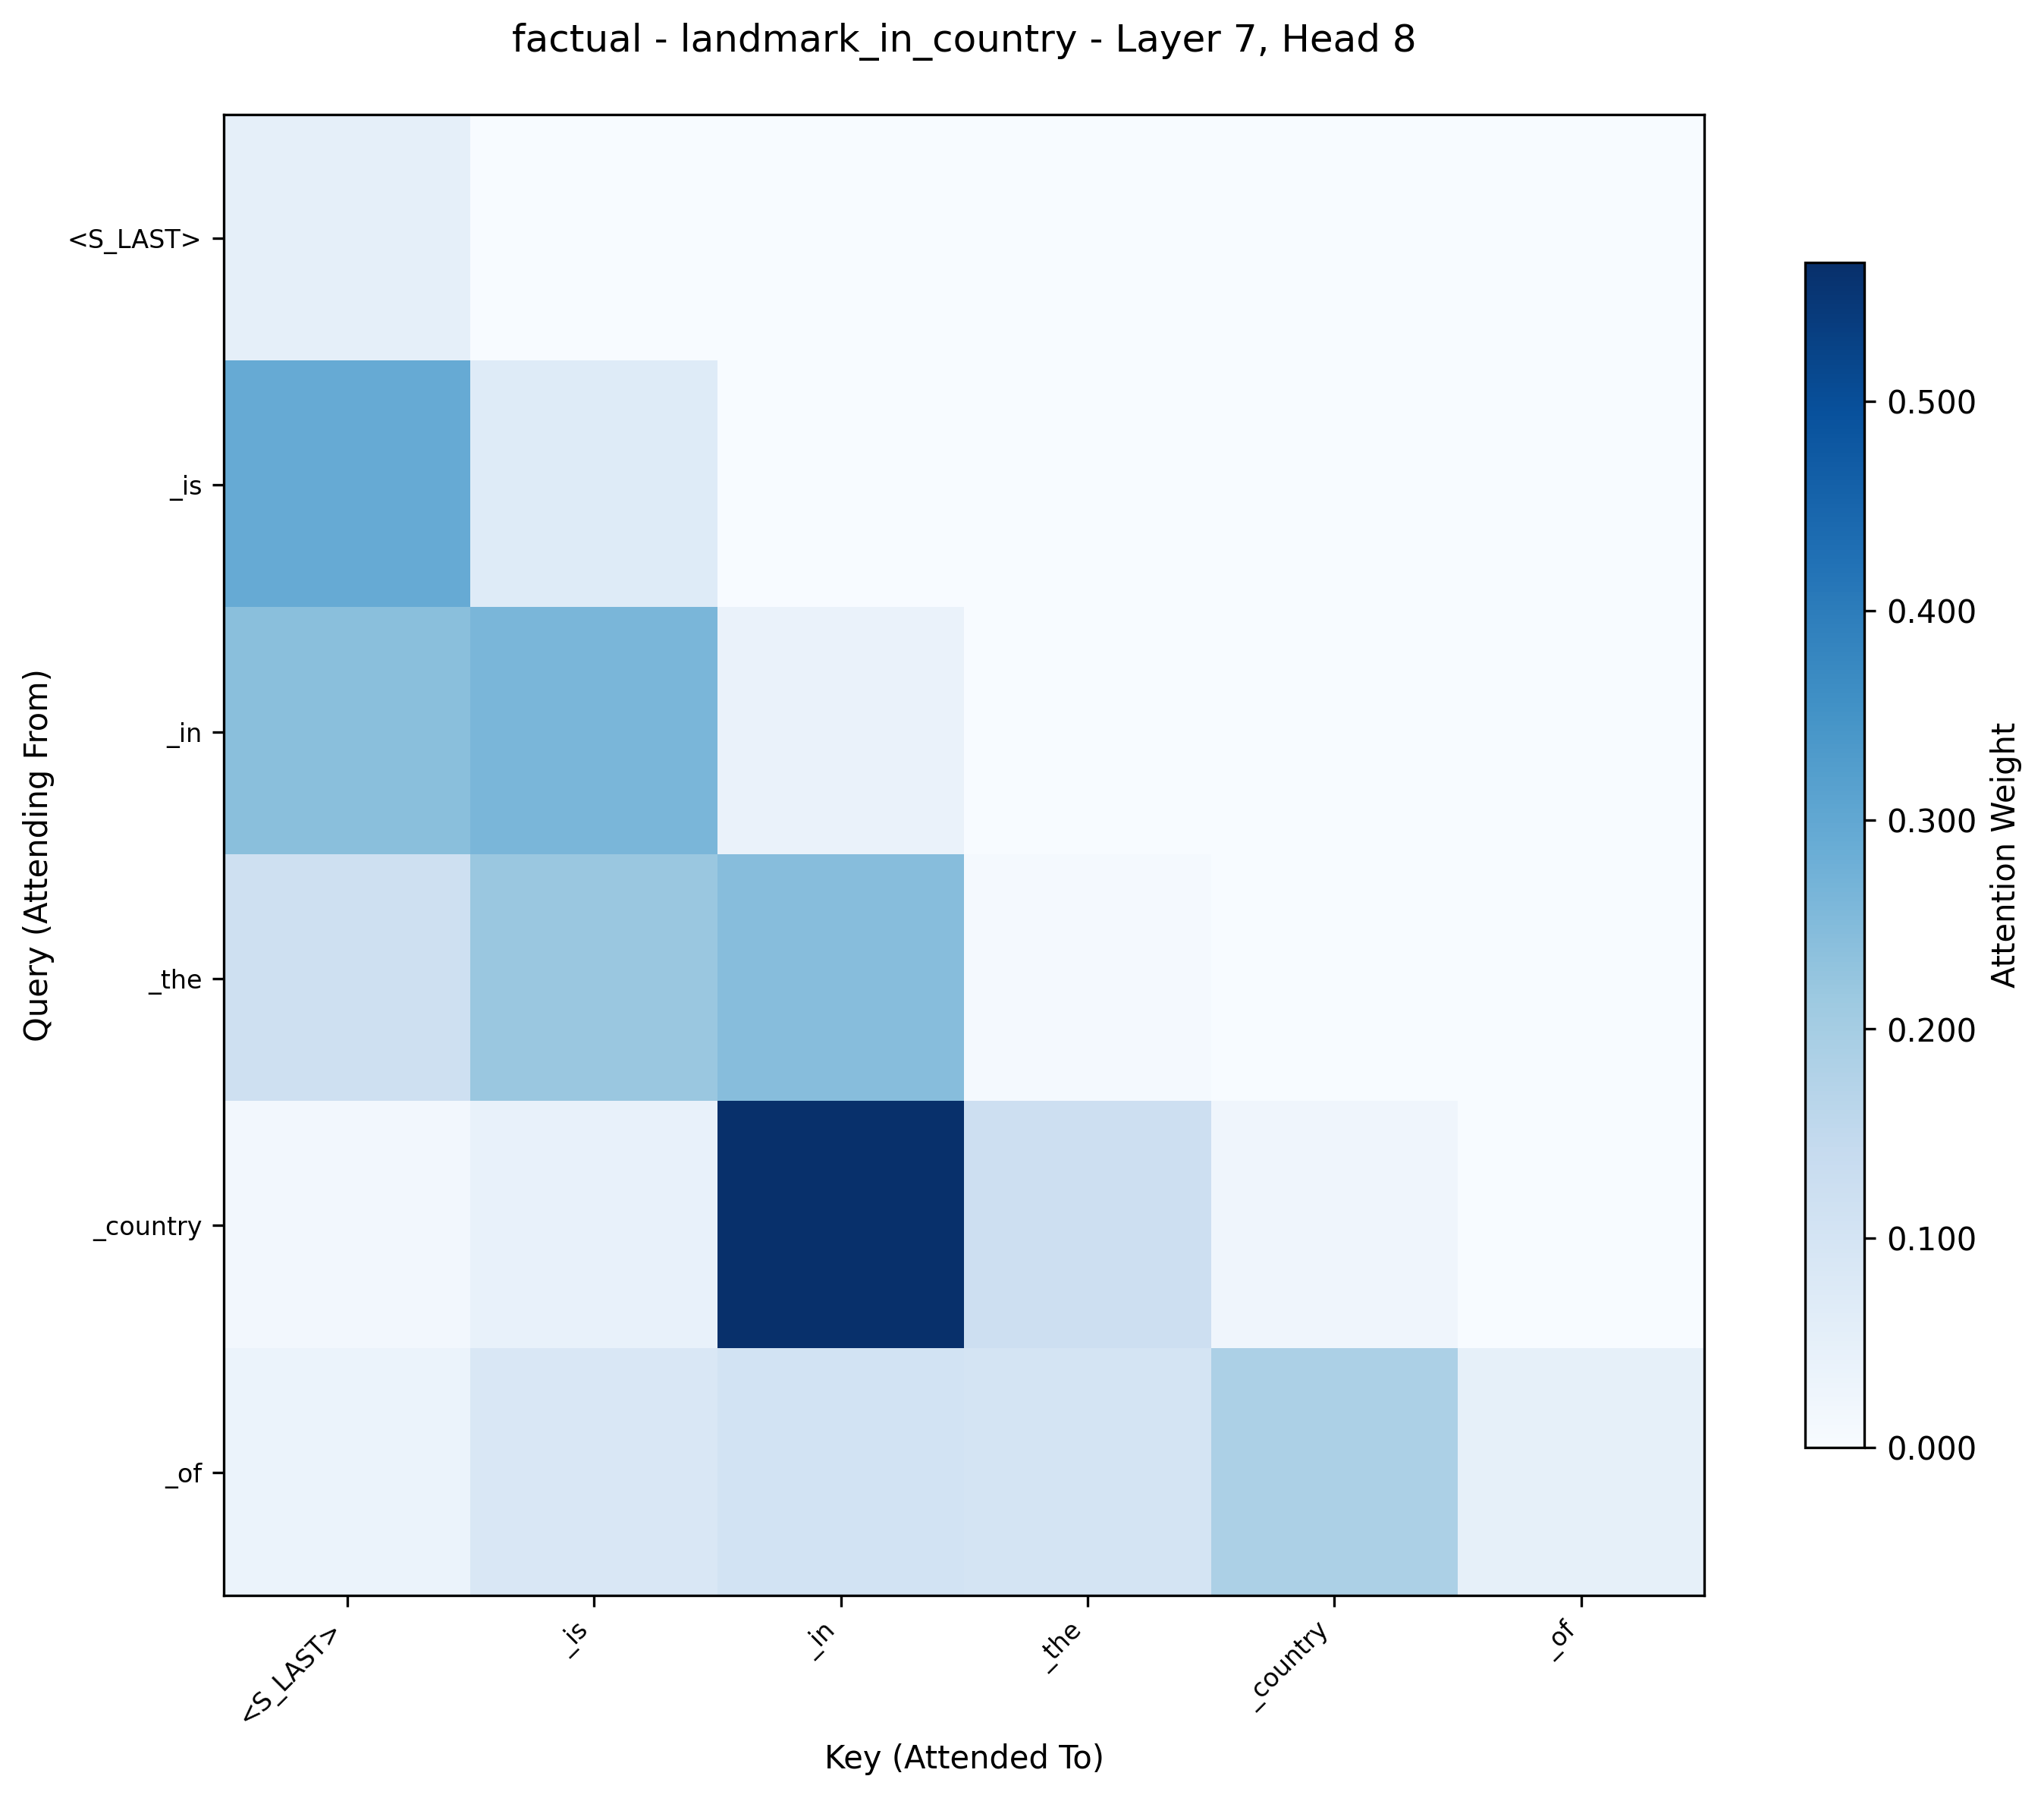 factual - landmark_in_country - Layer 7, Head 8
Query (Attending From)
<S_LAST>
_is
_in
_the
_country
_of
<S_LAST>
_is
_in
_the
_country
_of
Key (Attended To)
0.500
0.400
0.300
0.200
0.100
0.000
Attention Weight